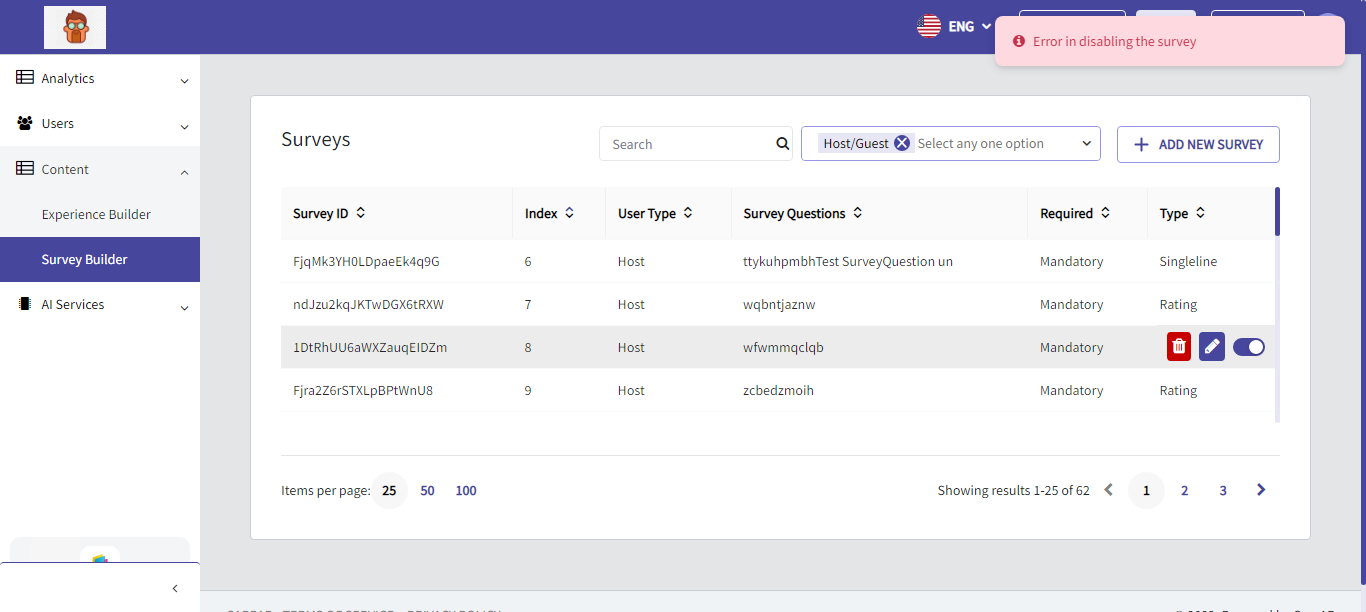 ENG
Error in disabling the survey
Analytics
Users
Content
Experience Builder
Survey Builder
AI Services
Surveys
Search
Host/Guest Select any one option
ADD NEW SURVEY
Survey ID Index User Type Survey Questions Required Type
FjqMk3YH0LDpaeEk4q9G 6 Host ttykuhpmbhTest SurveyQuestion un Mandatory Singleline
ndJzu2kqJKTwDGX6tRXW 7 Host wqbntjaznw Mandatory Rating
1DtRhUU6aWXZauqEIDZm 8 Host wfwmmqclqb Mandatory
Fjra2Z6rSTXLpBPtWnU8 9 Host zcbedzmoih Mandatory Rating
Items per page: 25 50 100
Showing results 1-25 of 62 1 2 3